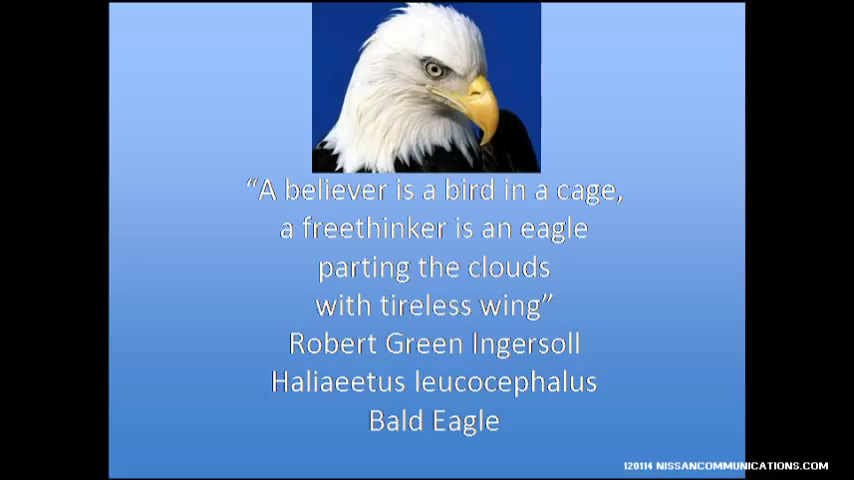 “A believer is a bird in a cage,
a freethinker is an eagle
parting the clouds
with tireless wing”
Robert Green Ingersoll
Haliaeetus leucocephalus
Bald Eagle
120114 NISSANCOMMUNICATIONS.COM